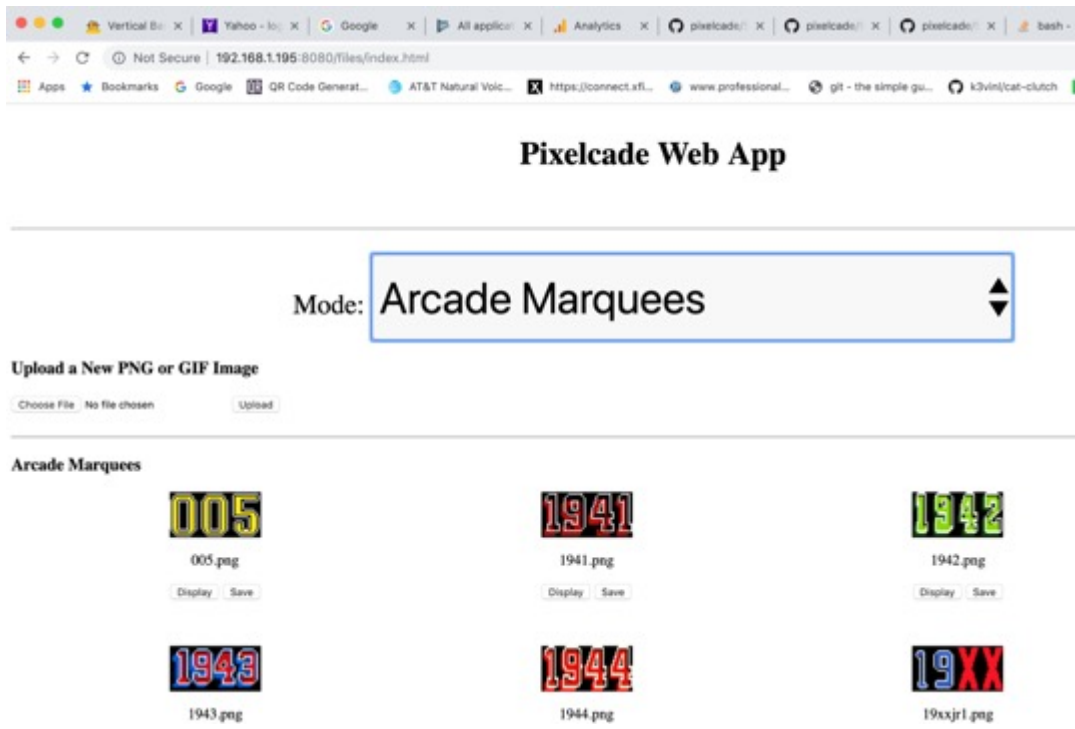 Vertical Ba
Yahoo - lo
Google
All applicat
Analytics
pixelcade/
pixelcade/
pixelcade/
bash -
Not Secure | 192.168.1.195:8080/files/index.html
Apps Bookmarks Google QR Code Generat... AT&T Natural Voic... https://connect.xfi... www.professional... git - the simple gu... k3vinl/cat-clutch
Pixelcade Web App
Mode: Arcade Marquees
Upload a New PNG or GIF Image
Choose File No file chosen Upload
Arcade Marquees
005 1941 1942
005.png 1941.png 1942.png
Display Save Display Save Display Save
1943 1944 19XX
1943.png 1944.png 19xxjr1.png